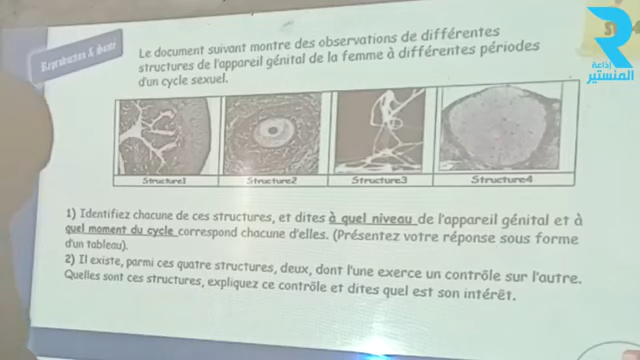 Reproduction & Santé
Le document suivant montre des observations de différentes
structures de l'appareil génital de la femme à différentes périodes
d'un cycle sexuel.
Structure1 Structure2 Structure3 Structure4
1) Identifiez chacune de ces structures, et dites à quel niveau de l'appareil génital et à
quel moment du cycle correspond chacune d'elles. (Présentez votre réponse sous forme
d'un tableau).
2) Il existe, parmi ces quatre structures, deux, dont l'une exerce un contrôle sur l'autre.
Quelles sont ces structures, expliquez ce contrôle et dites quel est son intérêt.
R
إذاعة
المنستير